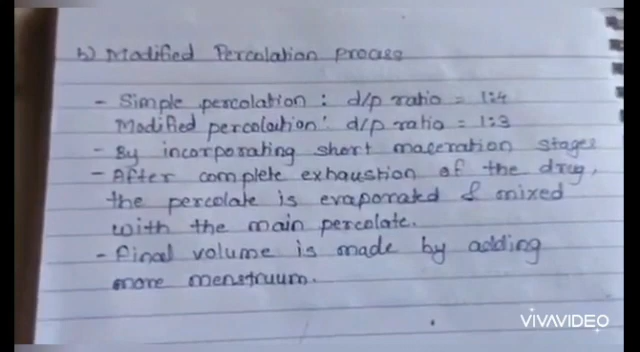 b) Modified Percolation process
- Simple percolation : d/p ratio = 1:4
Modified percolation : d/p ratio = 1:3
- By incorporating short maceration stages
- After complete exhaustion of the drug,
the percolate is evaporated & mixed
with the main percolate.
- Final volume is made by adding
more menstruum.
VIVAVIDEO